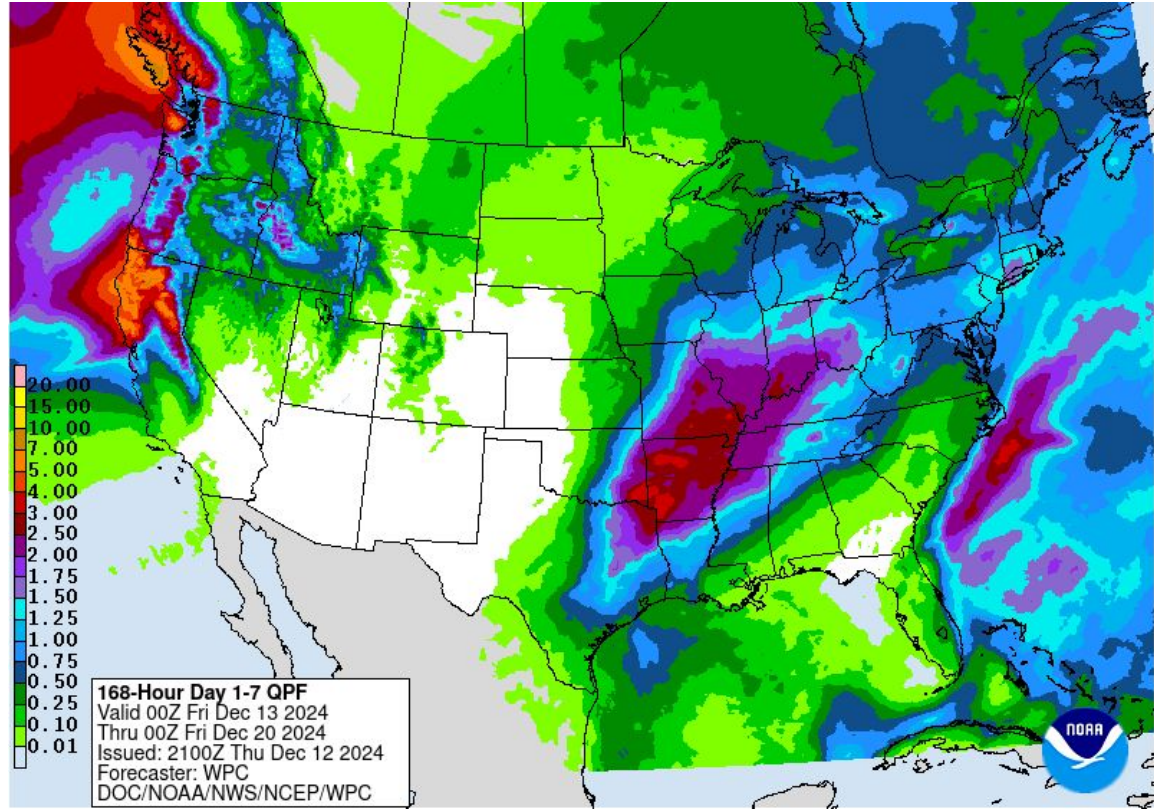 20.00
15.00
10.00
7.00
5.00
4.00
3.00
2.50
2.00
1.75
1.50
1.25
1.00
0.75
0.50
0.25
0.10
0.01
168-Hour Day 1-7 QPF
Valid 00Z Fri Dec 13 2024
Thru 00Z Fri Dec 20 2024
Issued: 2100Z Thu Dec 12 2024
Forecaster: WPC
DOC/NOAA/NWS/NCEP/WPC
NOAA